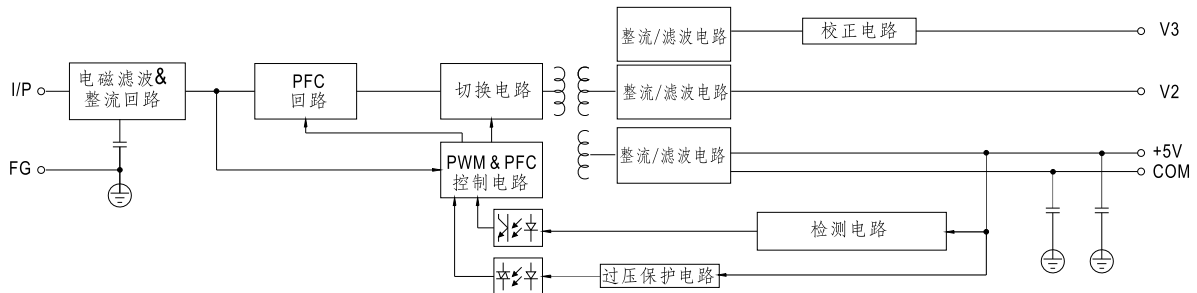 整流/滤波电路
校正电路
V3
I/P
电磁滤波&
整流回路
PFC
回路
切换电路
整流/滤波电路
V2
FG
PWM & PFC
控制电路
整流/滤波电路
+5V
COM
检测电路
过压保护电路